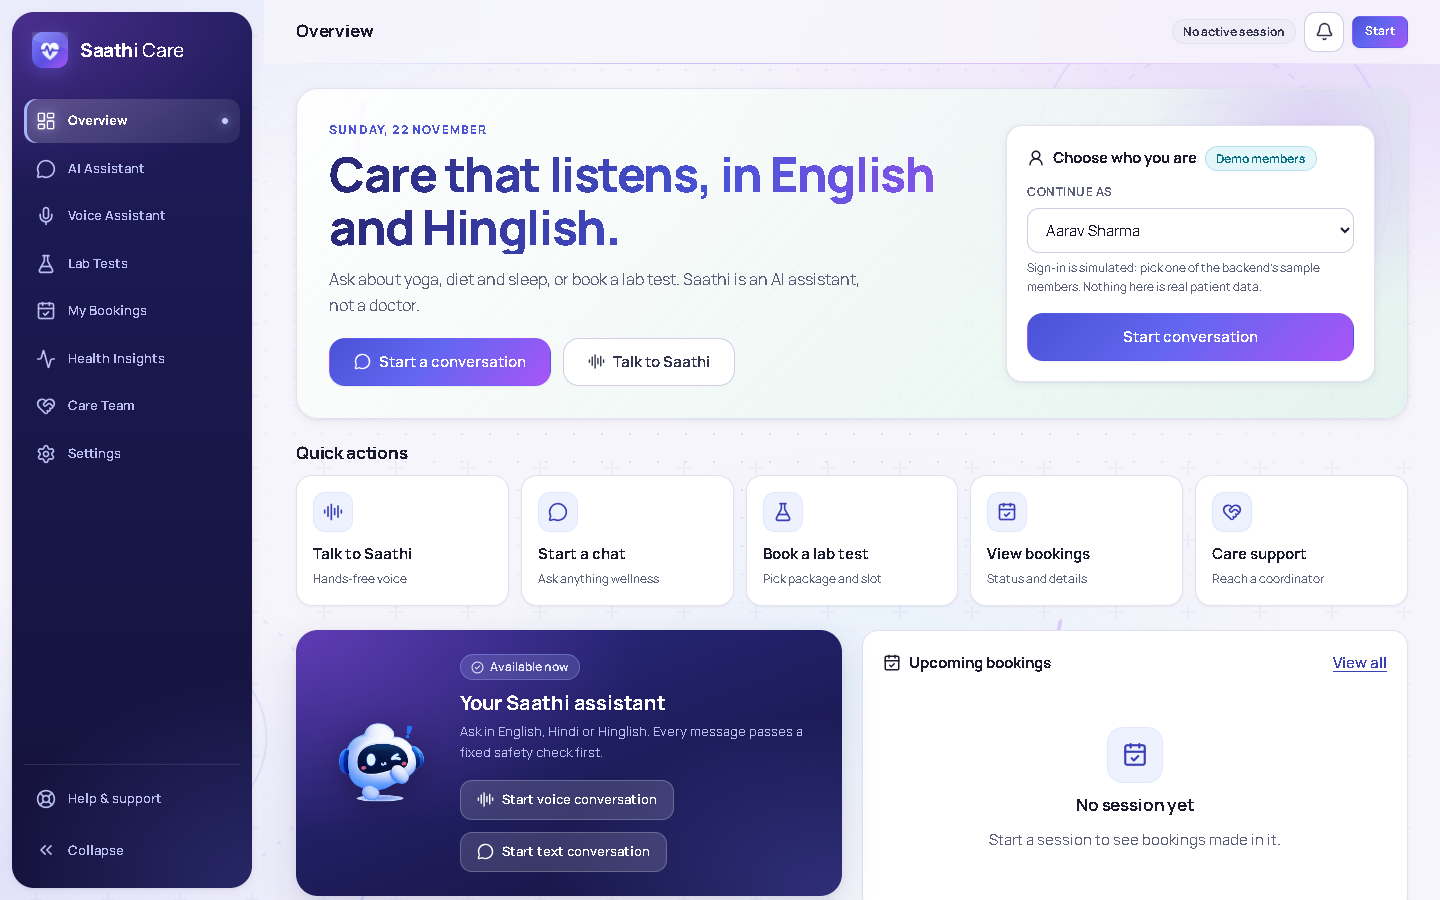 Saathi Care
Overview
AI Assistant
Voice Assistant
Lab Tests
My Bookings
Health Insights
Care Team
Settings
Help & support
Collapse
Overview
No active session
Start
SUNDAY, 22 NOVEMBER
Care that listens, in English
and Hinglish.
Ask about yoga, diet and sleep, or book a lab test. Saathi is an AI assistant,
not a doctor.
Start a conversation
Talk to Saathi
Choose who you are
Demo members
CONTINUE AS
Aarav Sharma
Sign-in is simulated: pick one of the backend's sample
members. Nothing here is real patient data.
Start conversation
Quick actions
Talk to Saathi
Hands-free voice
Start a chat
Ask anything wellness
Book a lab test
Pick package and slot
View bookings
Status and details
Care support
Reach a coordinator
Available now
Your Saathi assistant
Ask in English, Hindi or Hinglish. Every message passes a
fixed safety check first.
Start voice conversation
Start text conversation
Upcoming bookings
View all
No session yet
Start a session to see bookings made in it.